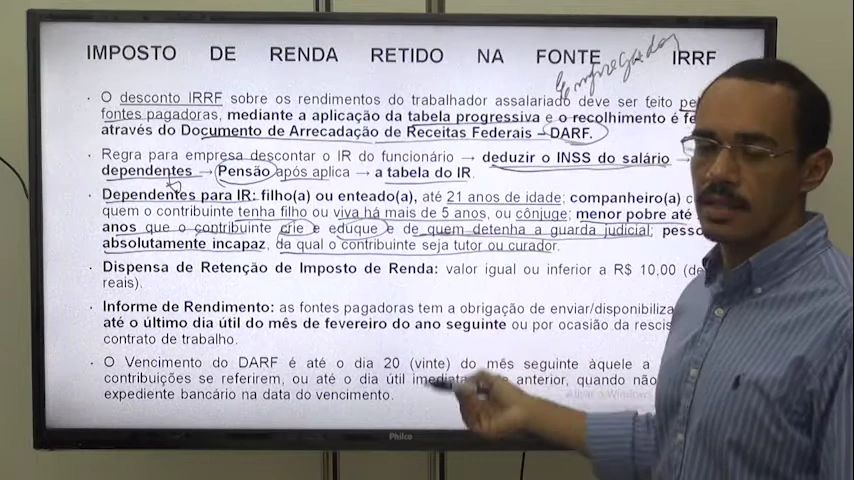 IMPOSTO DE RENDA RETIDO NA FONTE IRRF
Empregador
· O desconto IRRF sobre os rendimentos do trabalhador assalariado deve ser feito
fontes pagadoras, mediante a aplicação da tabela progressiva e o recolhimento é
através do Documento de Arrecadação de Receitas Federais – DARF.
· Regra para empresa descontar o IR do funcionário → deduzir o INSS do salário →
dependentes → Pensão após aplica → a tabela do IR.
· Dependentes para IR: filho(a) ou enteado(a), até 21 anos de idade; companheiro(a)
quem o contribuinte tenha filho ou viva há mais de 5 anos, ou cônjuge; menor pobre até
anos que o contribuinte crie e eduque e de quem detenha a guarda judicial;
absolutamente incapaz, da qual o contribuinte seja tutor ou curador.
· Dispensa de Retenção de Imposto de Renda: valor igual ou inferior a R$ 10,00
reais).
· Informe de Rendimento: as fontes pagadoras tem a obrigação de
até o último dia útil do mês de fevereiro do ano seguinte ou por ocasião da
contrato de trabalho.
· O Vencimento do DARF é até o dia 20 (vinte) do mês seguinte àquele a
contribuições se referirem, ou até o dia útil anterior, quando não
expediente bancário na data do vencimento.
Philco